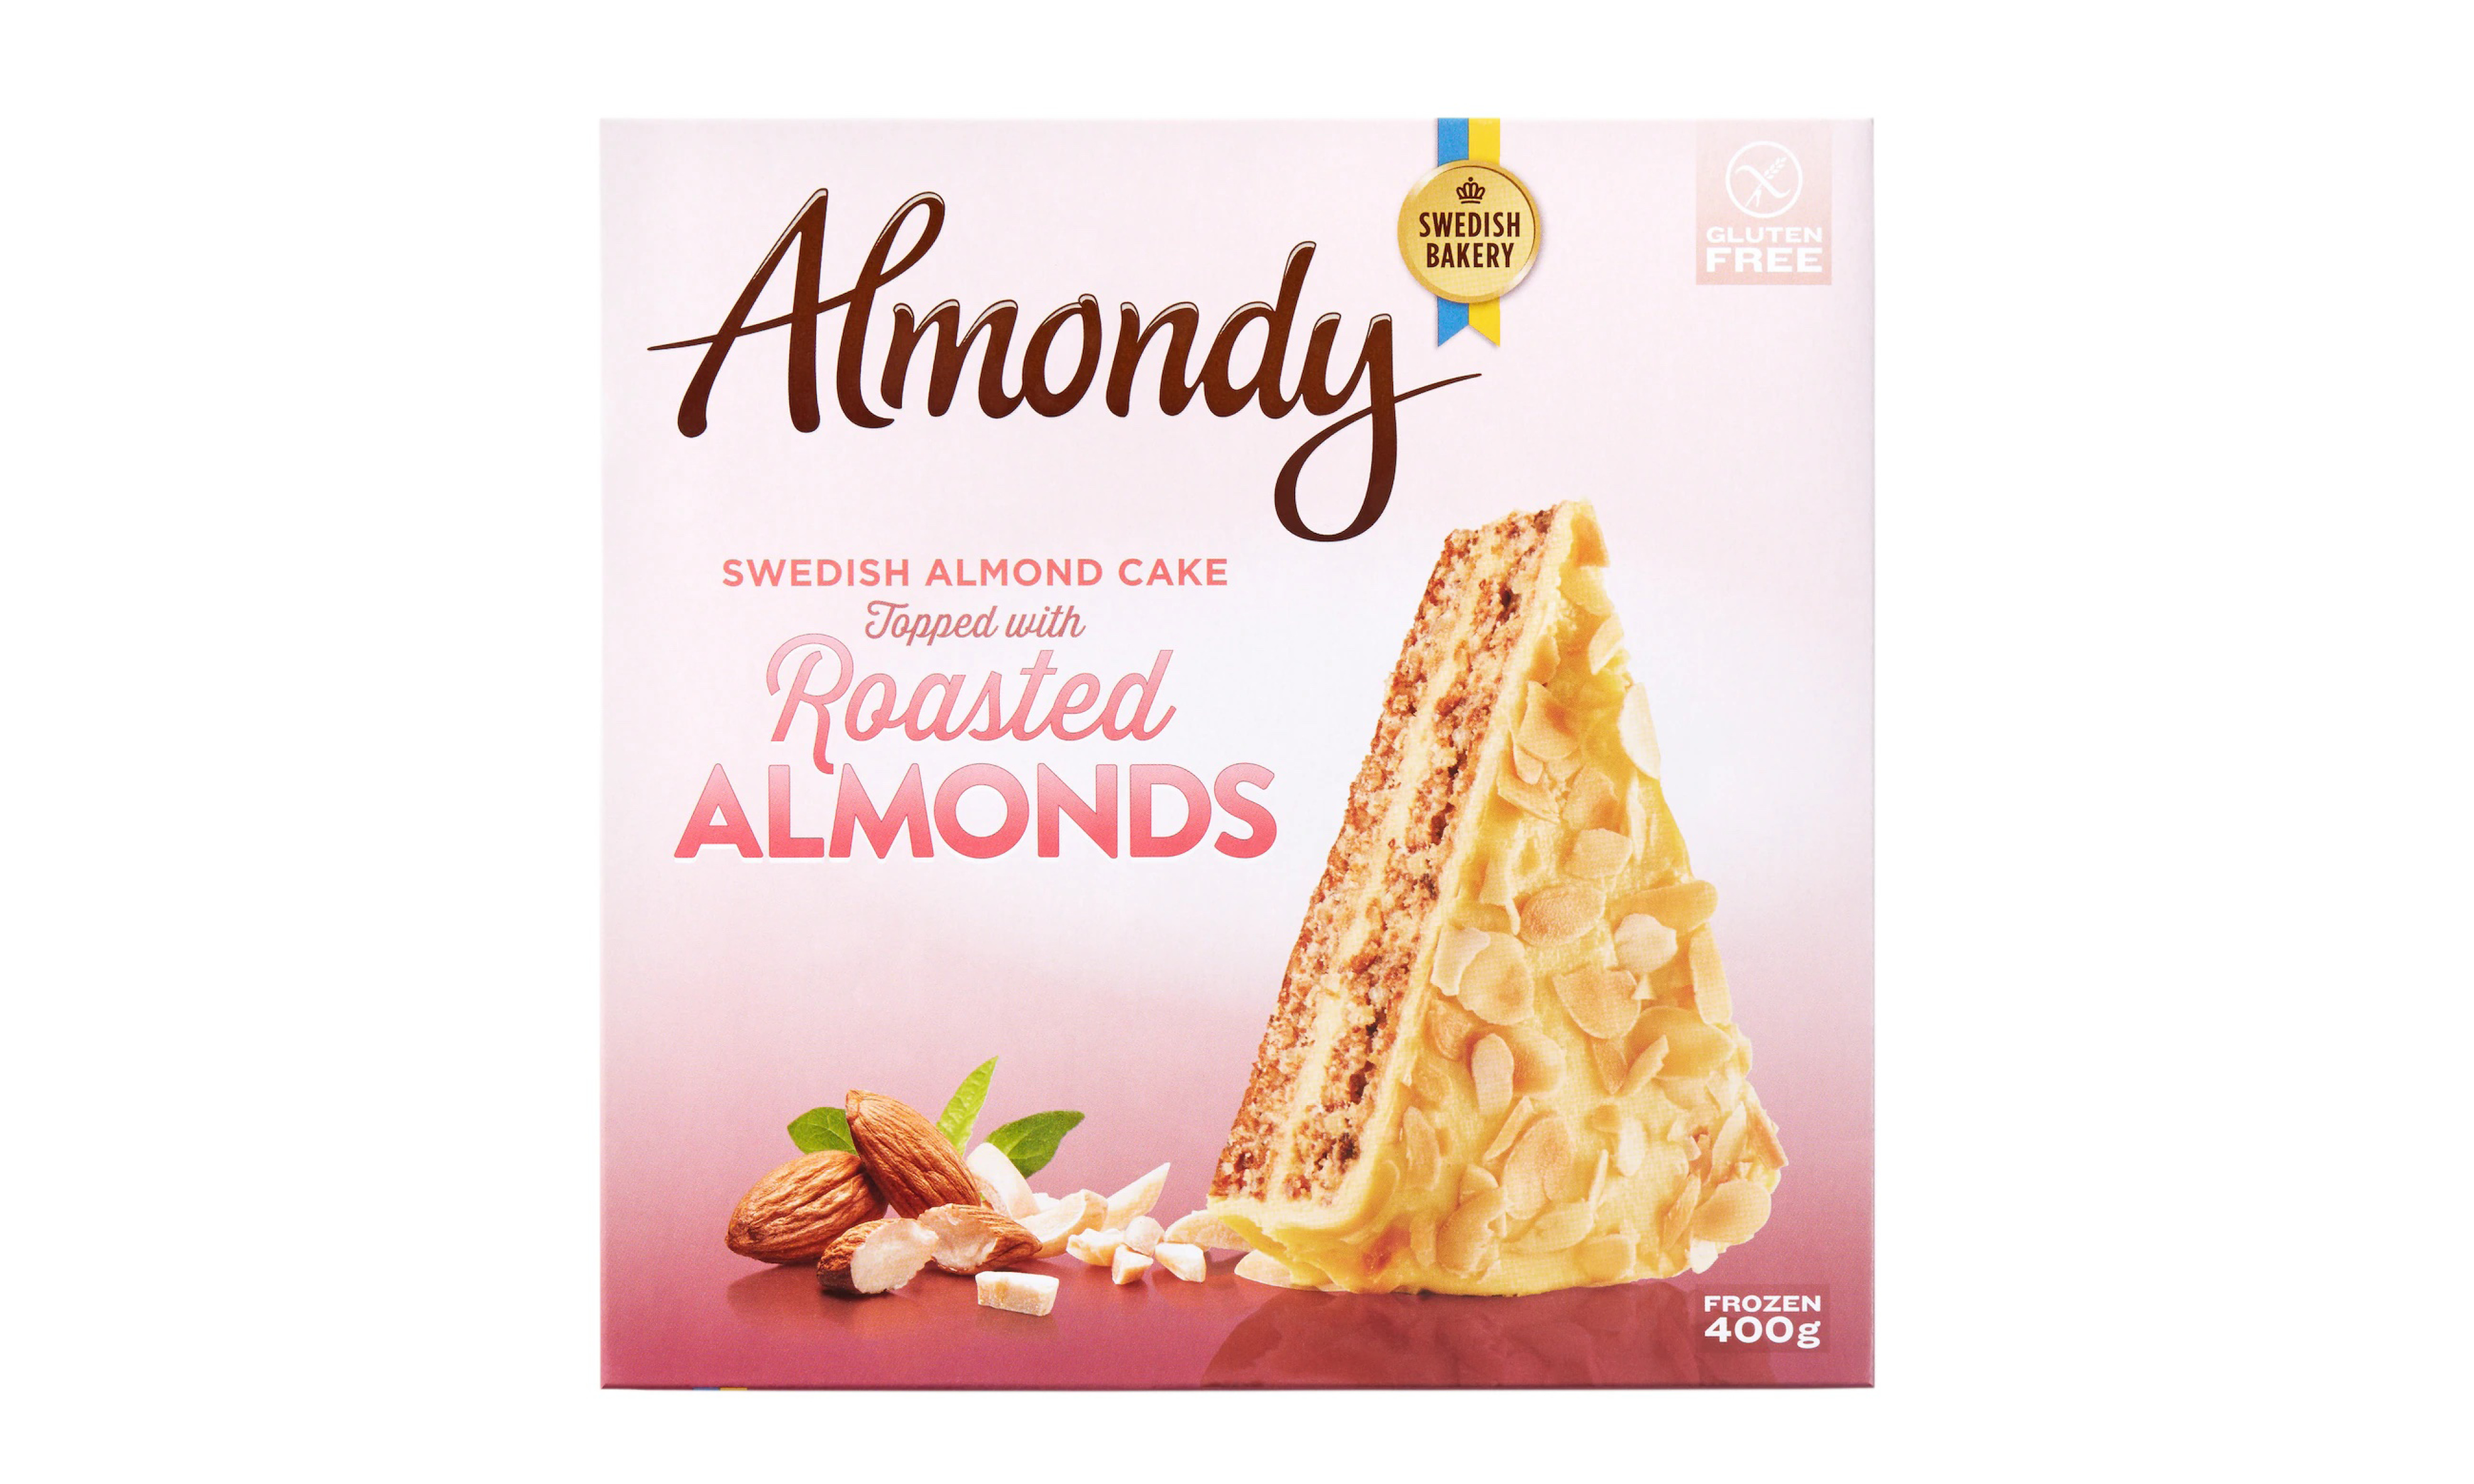 Almondy
SWEDISH
BAKERY
GLUTEN
FREE
SWEDISH ALMOND CAKE
Topped with
Roasted
ALMONDS
FROZEN
400g